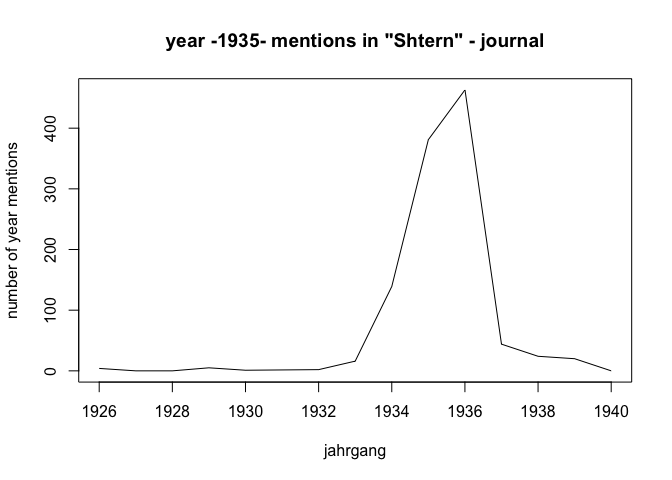 year -1935- mentions in "Shtern" - journal
number of year mentions
400
300
200
100
0
1926 1928 1930 1932 1934 1936 1938 1940
jahrgang